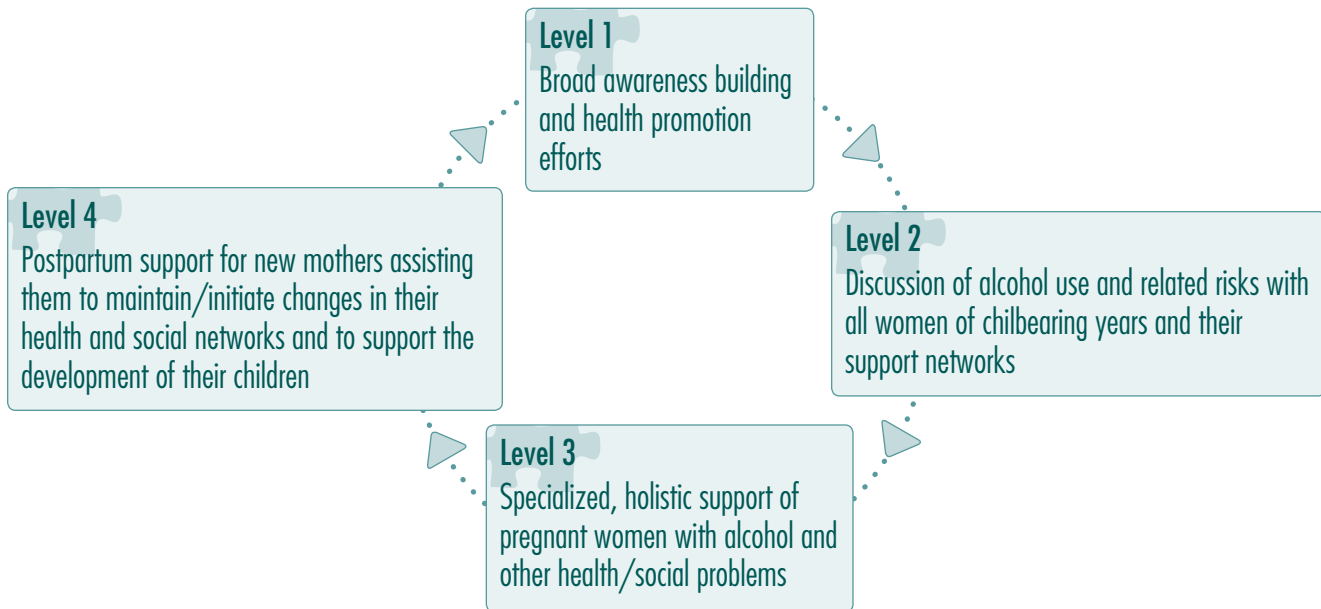 Level 1
Broad awareness building
and health promotion
efforts
Level 2
Discussion of alcohol use and related risks with
all women of chilbearing years and their
support networks
Level 3
Specialized, holistic support of
pregnant women with alcohol and
other health/social problems
Level 4
Postpartum support for new mothers assisting
them to maintain/initiate changes in their
health and social networks and to support the
development of their children